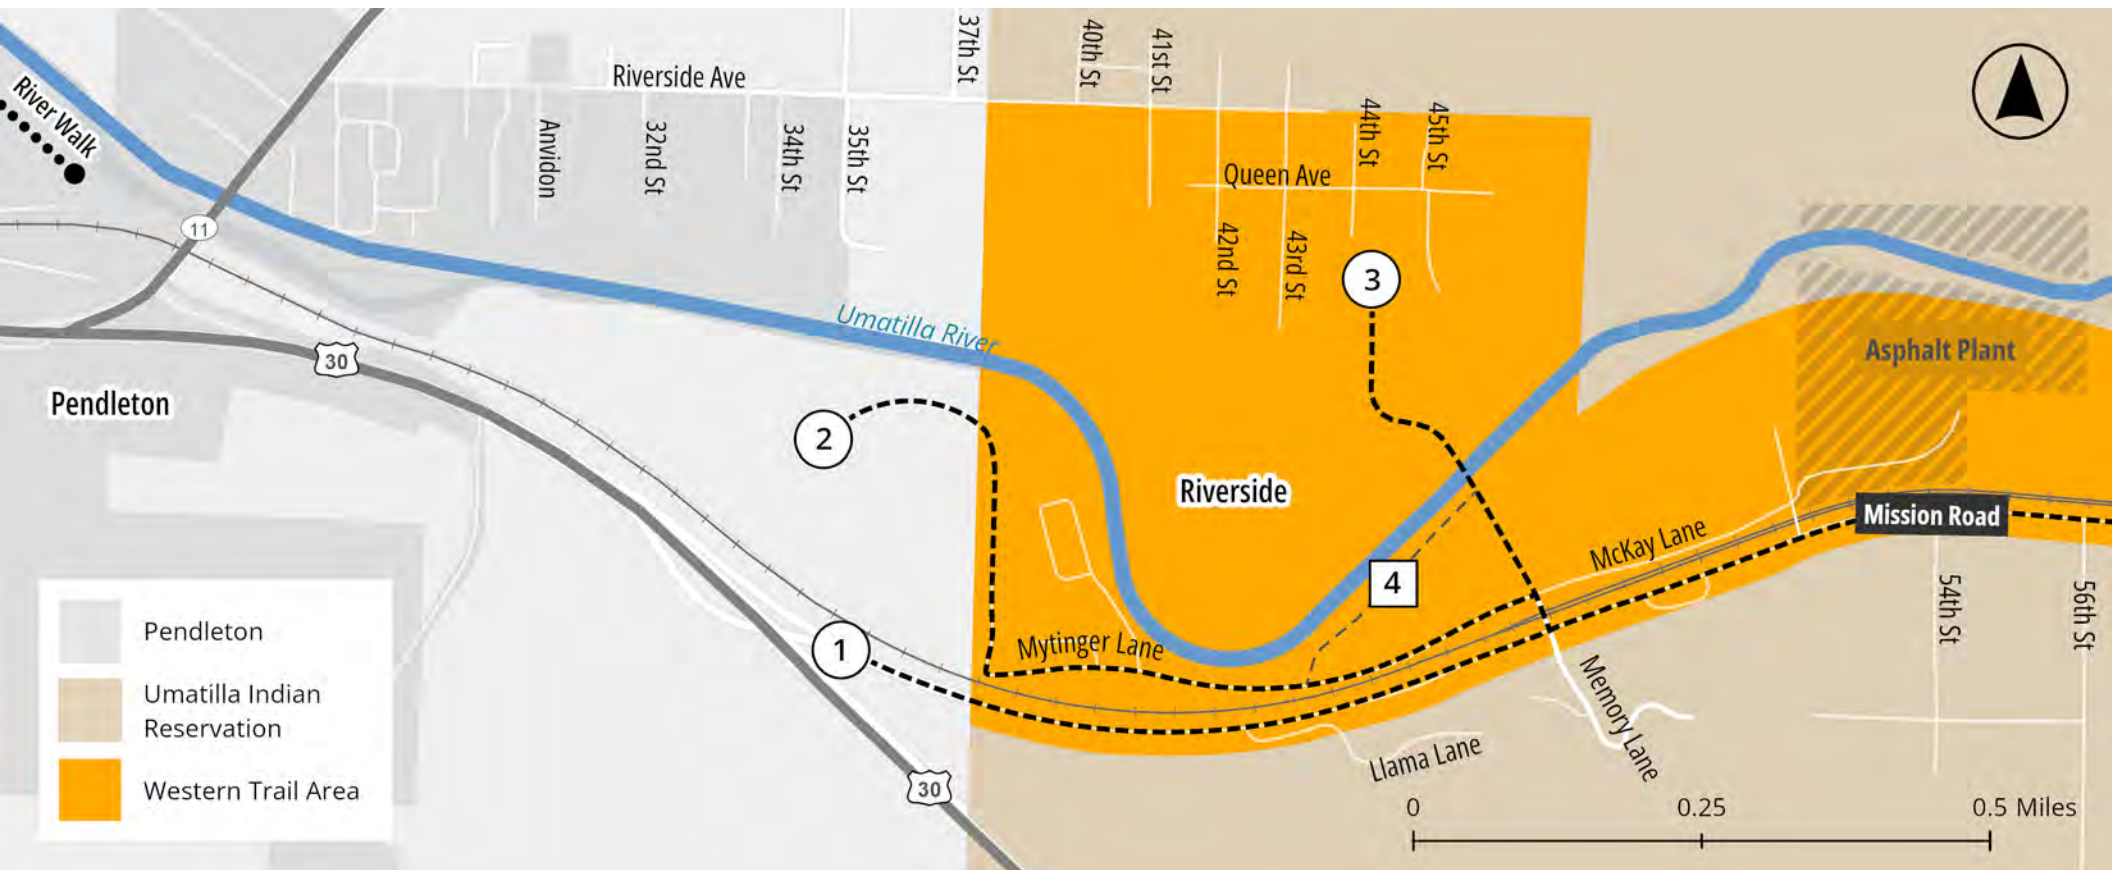 37th St
40th St
41st St
Riverside Ave
River Walk
44th St
45th St
Anvidon
32nd St
34th St
35th St
Queen Ave
11
42nd St
43rd St
3
Umatilla River
30
Asphalt Plant
Pendleton
2
Riverside
Mission Road
McKay Lane
4
54th St
56th St
1
Mytinger Lane
Memory Lane
Llama Lane
30
Pendleton
Umatilla Indian
Reservation
Western Trail Area
0 0.25 0.5 Miles